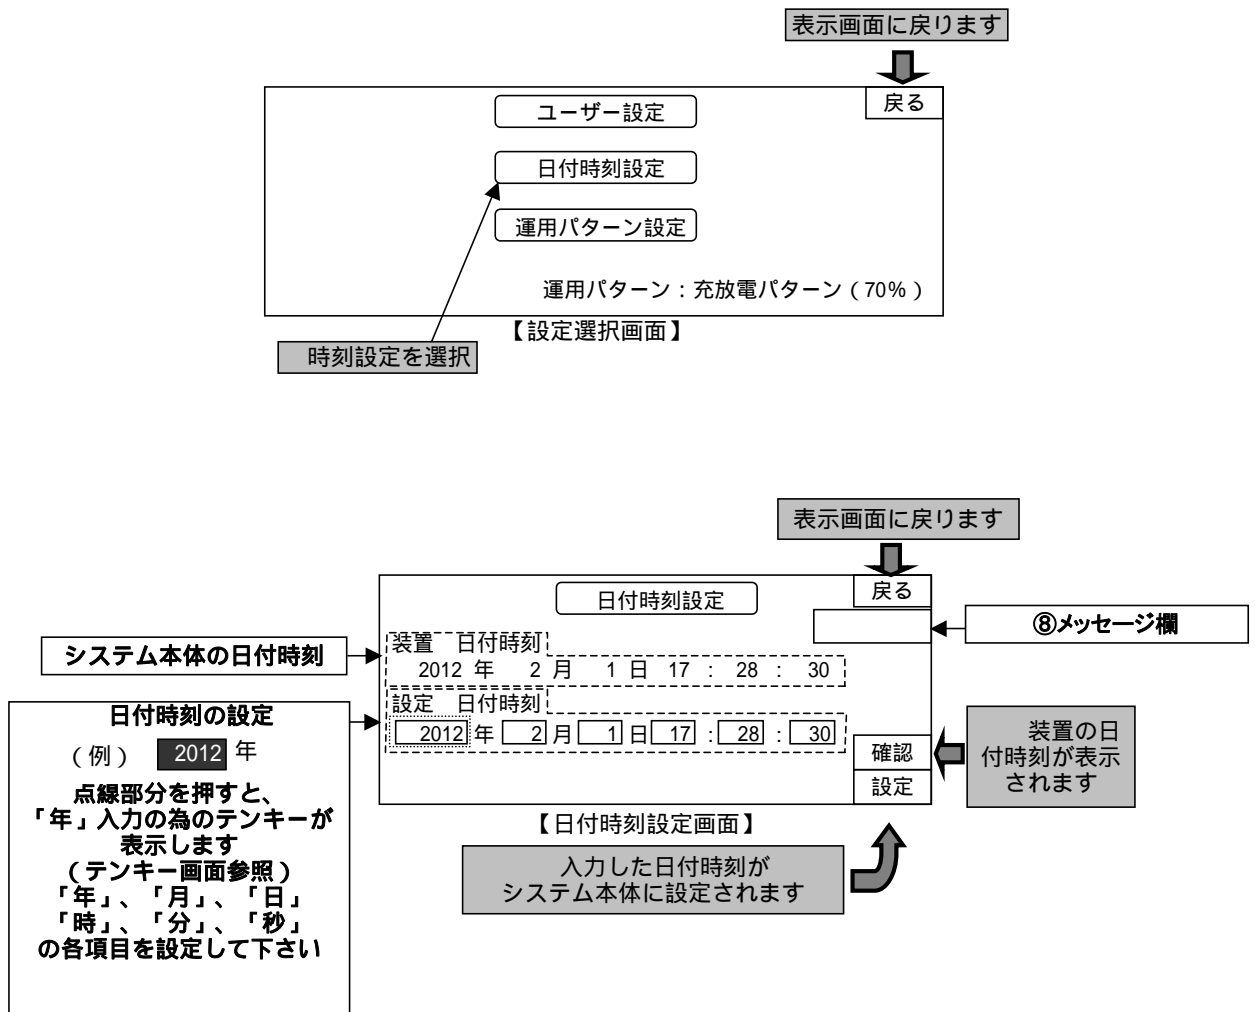 表示画面に戻ります
戻る
ユーザー設定
日付時刻設定
運用パターン設定
運用パターン：充放電パターン（70%）
【設定選択画面】
時刻設定を選択
表示画面に戻ります
戻る
日付時刻設定
⑧メッセージ欄
システム本体の日付時刻
装置 日付時刻
2012 年 2 月 1 日 17 : 28 : 30
設定 日付時刻
2012 年 2 月 1 日 17 : 28 : 30
確認
設定
装置の日
付時刻が表示
されます
【日付時刻設定画面】
入力した日付時刻が
システム本体に設定されます
日付時刻の設定
（例） 2012 年
点線部分を押すと、
「年」入力の為のテンキーが
表示します
（テンキー画面参照）
「年」、「月」、「日」
「時」、「分」、「秒」
の各項目を設定して下さい